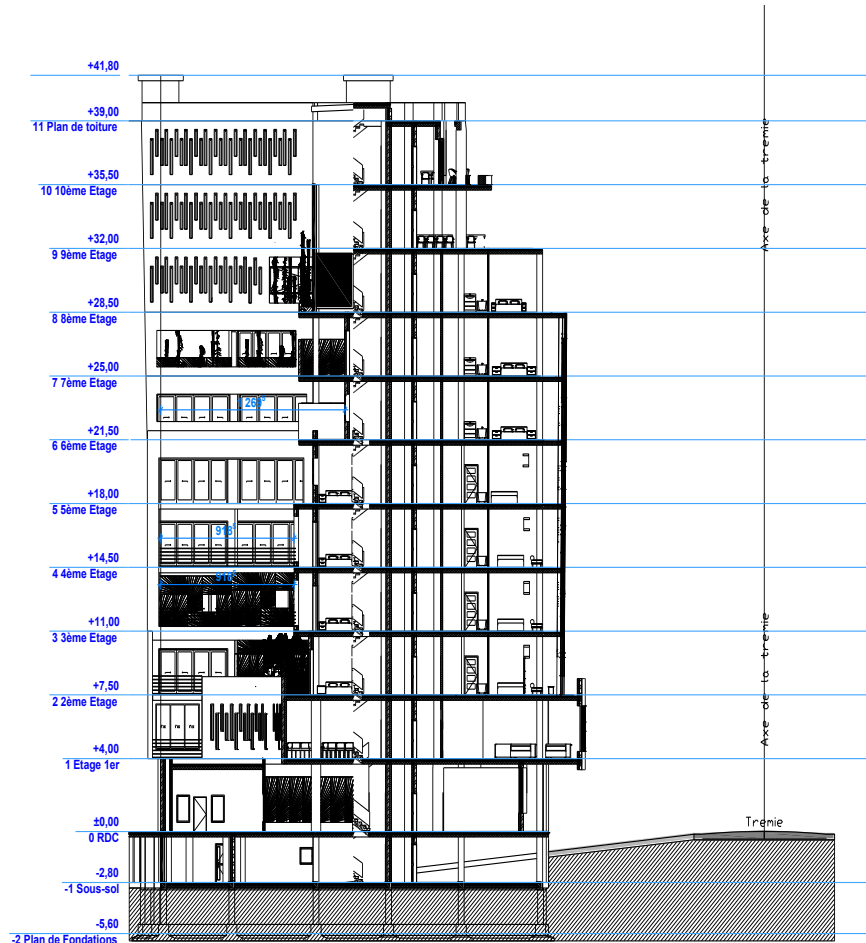 +41,80
+39,00
11 Plan de toiture
+35,50
10 10ème Etage
+32,00
9 9ème Etage
+28,50
8 8ème Etage
+25,00
7 7ème Etage
+21,50
6 6ème Etage
+18,00
5 5ème Etage
+14,50
4 4ème Etage
+11,00
3 3ème Etage
+7,50
2 2ème Etage
+4,00
1 Etage 1er
±0,00
0 RDC
-2,80
-1 Sous-sol
-5,60
-2 Plan de Fondations
Axe de la tremie
Axe de la tremie
Tremie